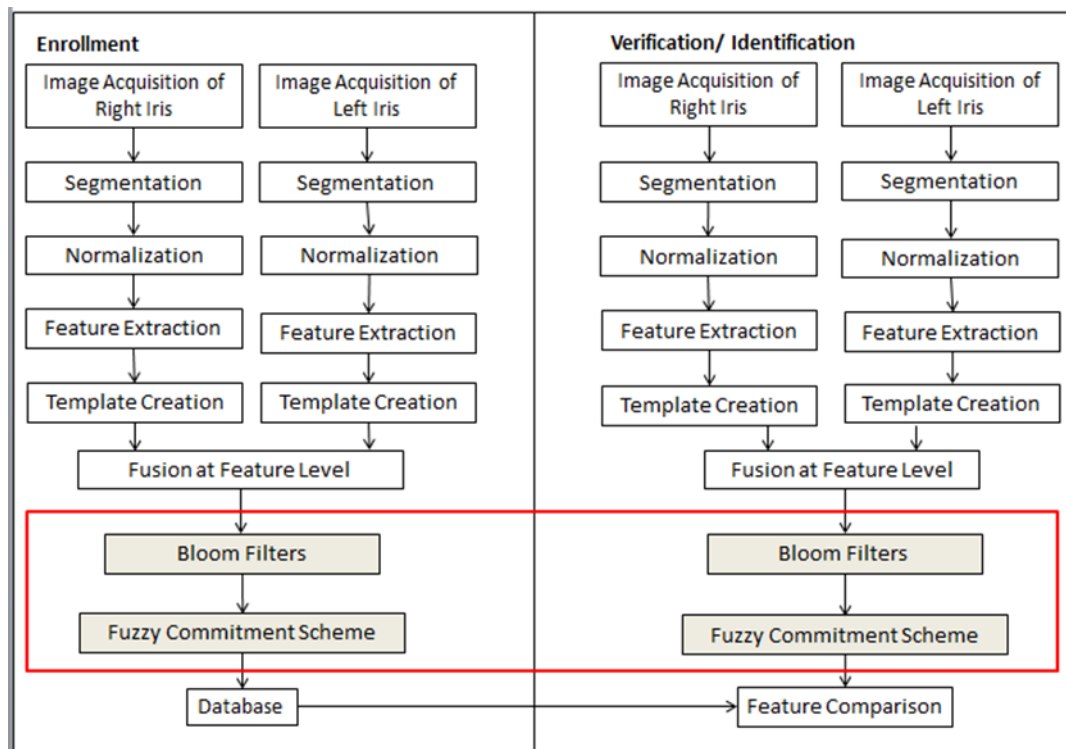 Enrollment
Image Acquisition of
Right Iris
Image Acquisition of
Left Iris
Segmentation
Segmentation
Normalization
Normalization
Feature Extraction
Feature Extraction
Template Creation
Template Creation
Fusion at Feature Level
Bloom Filters
Fuzzy Commitment Scheme
Database
Verification/ Identification
Image Acquisition of
Right Iris
Image Acquisition of
Left Iris
Segmentation
Segmentation
Normalization
Normalization
Feature Extraction
Feature Extraction
Template Creation
Template Creation
Fusion at Feature Level
Bloom Filters
Fuzzy Commitment Scheme
Feature Comparison